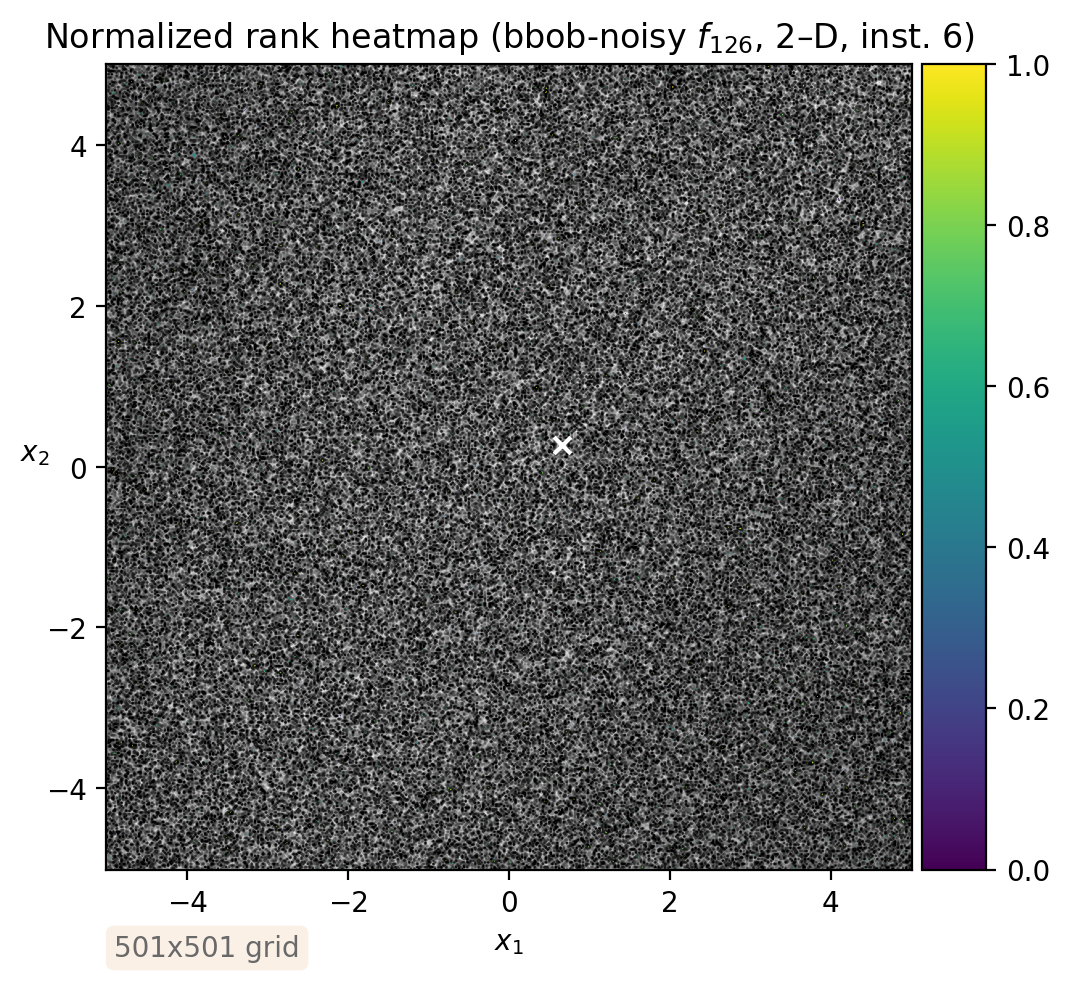 Normalized rank heatmap (bbob-noisy f₁₂₆, 2–D, inst. 6)
1.0
4
0.8
2
0.6
x₂
0
0.4
−2
0.2
−4
0.0
−4 −2 0 2 4
x₁
501x501 grid